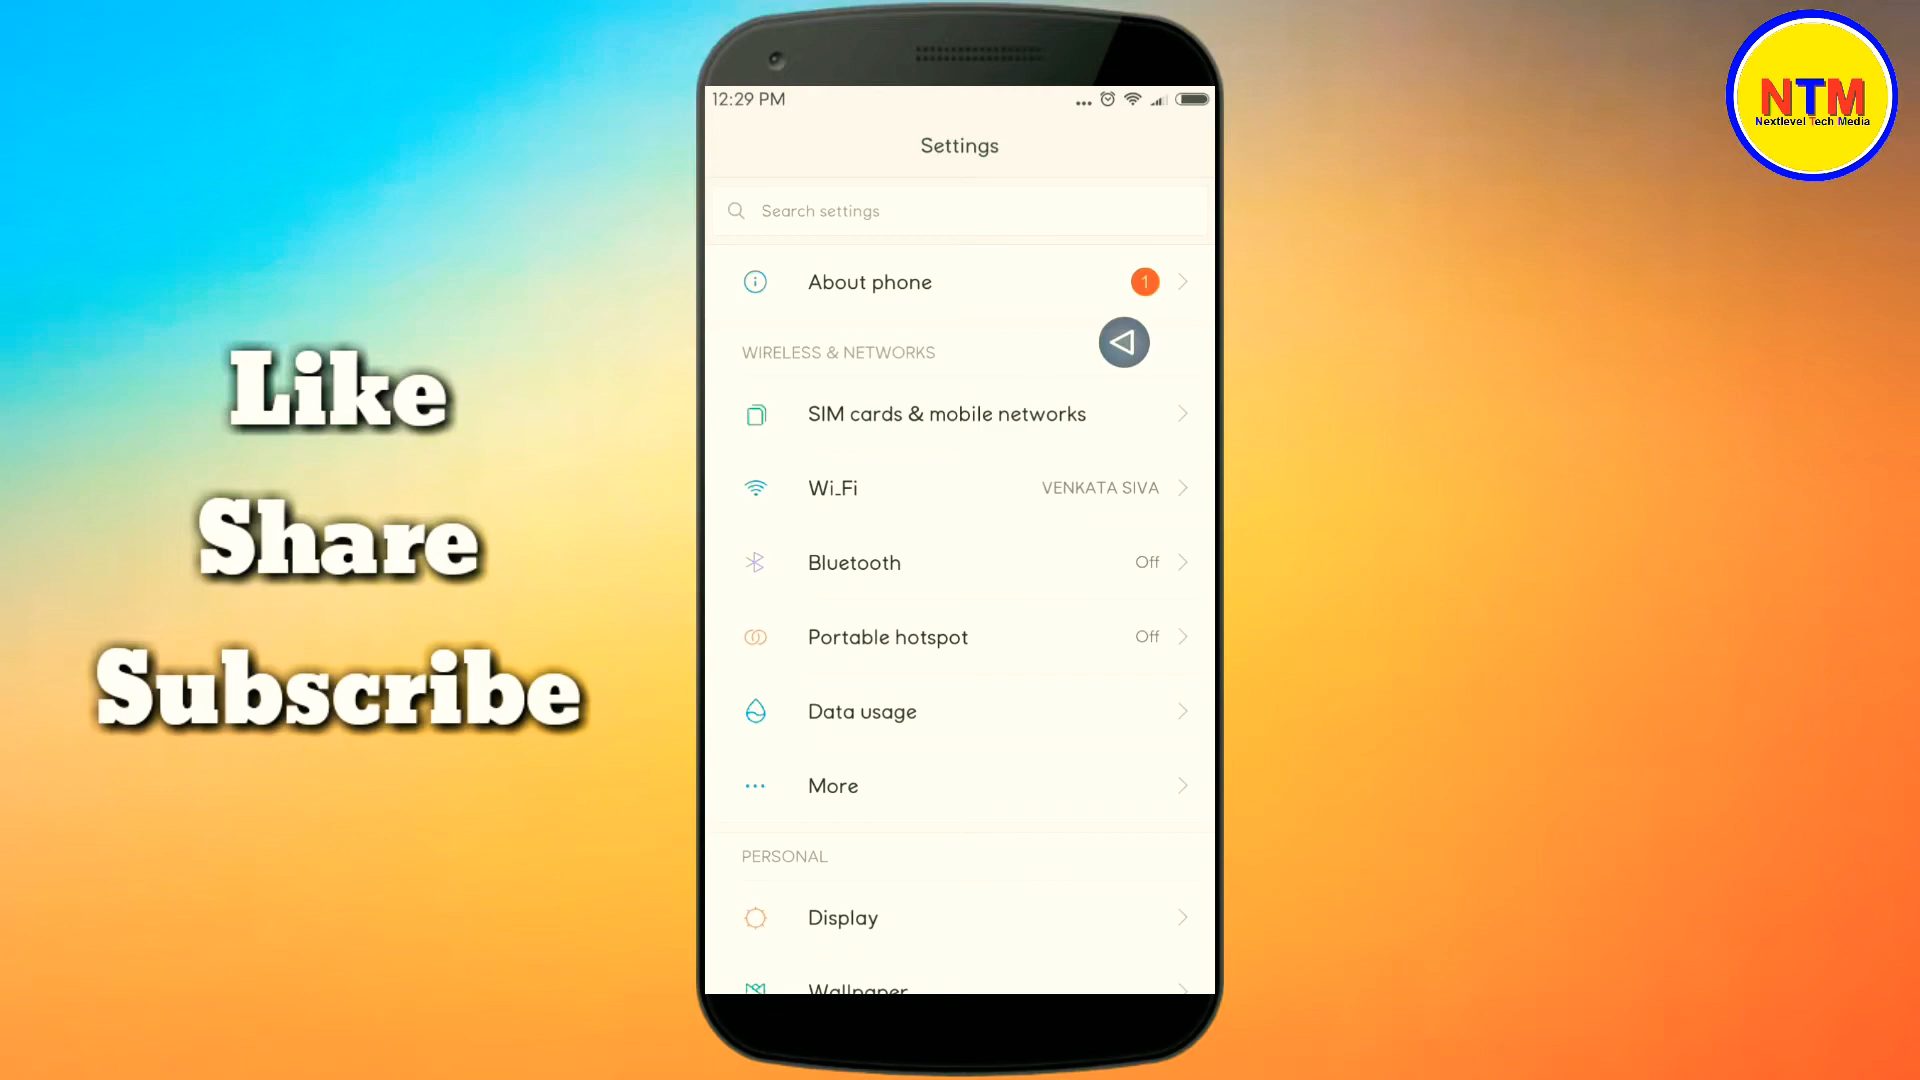 Like
Share
Subscribe
12:29 PM
Settings
Search settings
About phone 1
WIRELESS & NETWORKS
SIM cards & mobile networks
Wi-Fi VENKATA SIVA
Bluetooth Off
Portable hotspot Off
Data usage
More
PERSONAL
Display
Wallpaper
NTM
Nextlevel Tech Media